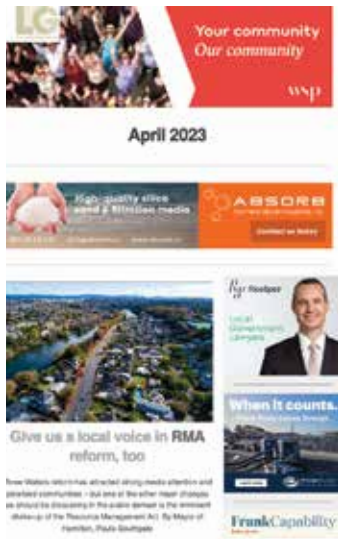 LG
Your community
Our community
wsp
April 2023
High-quality silica
sand & filtration media
ABSORB
Contact us today
Local
Government
Lawyers
When it counts.
Give us a local voice in RMA
reform, too
Three Waters reform has attracted strong media attention and
polarised communities - but one of the other major changes
we should be discussing in the public domain is the imminent
shake-up of the Resource Management Act. By Mayor of
Hamilton, Paula Southgate
FrankCapability